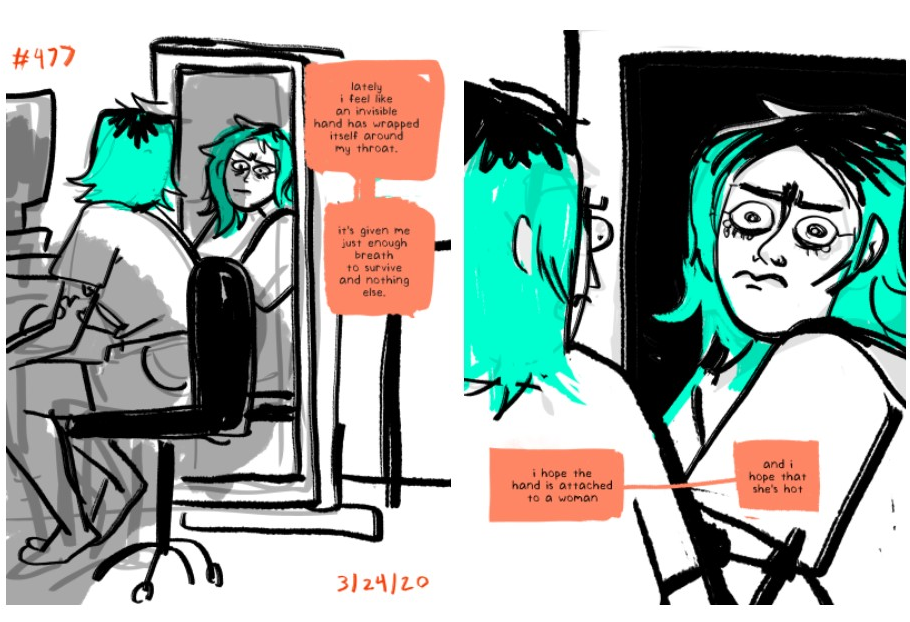 #477
lately
i feel like
an invisible
hand has wrapped
itself around
my throat.
it's given me
just enough
breath
to survive
and nothing
else.
3/24/20
i hope the
hand is attached
to a woman
and i
hope that
she's hot